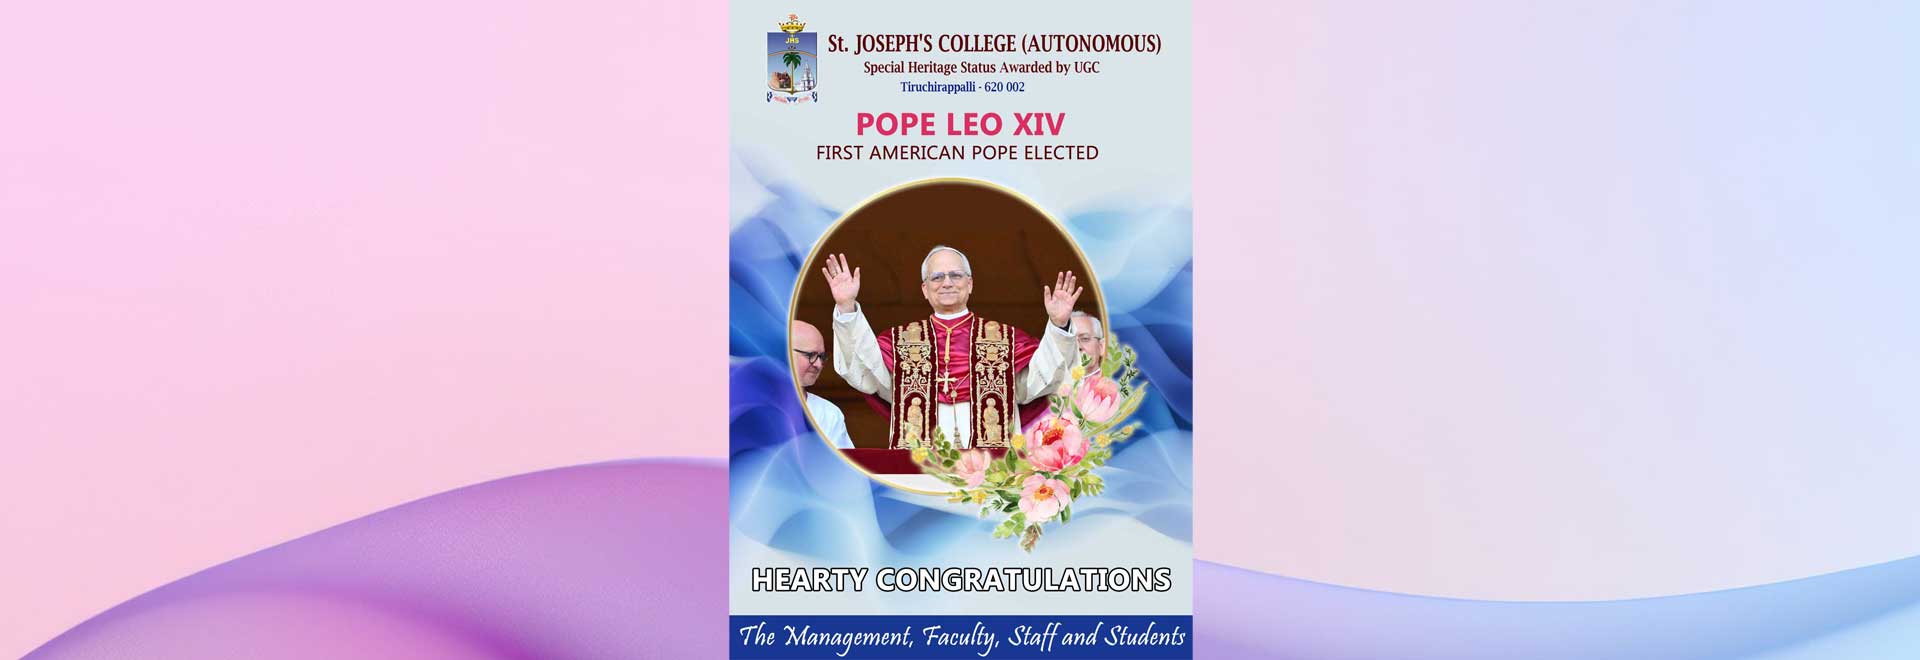 JHS
St. JOSEPH'S COLLEGE (AUTONOMOUS)
Special Heritage Status Awarded by UGC
Tiruchirappalli - 620 002
POPE LEO XIV
FIRST AMERICAN POPE ELECTED
HEARTY CONGRATULATIONS
The Management, Faculty, Staff and Students